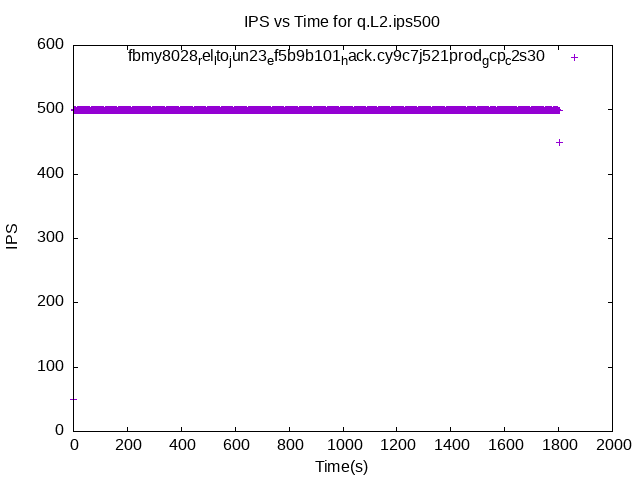 IPS vs Time for q.L2.ips500
fbmy8028relltojun23ef5b9b101hack.cy9c7j521prodgcpc2s30
600
500
400
300
200
100
0
IPS
0 200 400 600 800 1000 1200 1400 1600 1800 2000
Time(s)